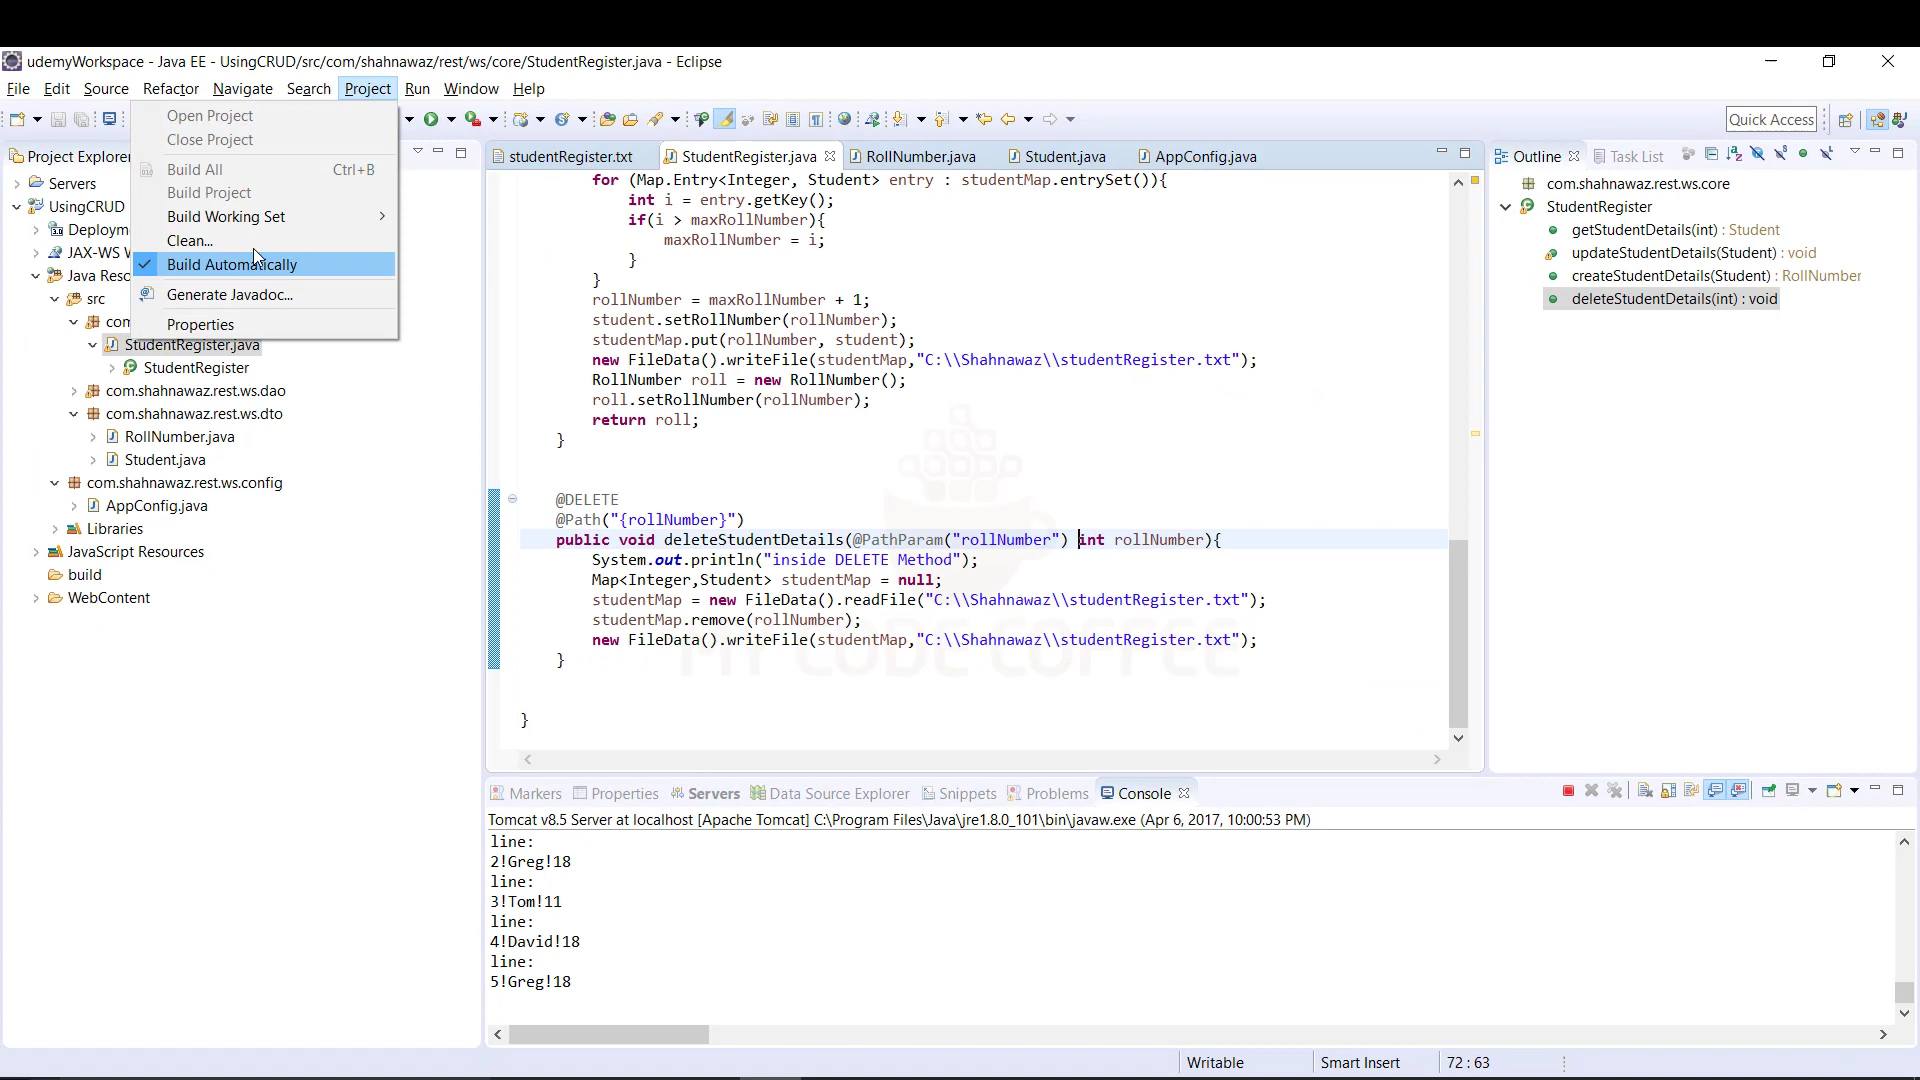 udemyWorkspace - Java EE - UsingCRUD/src/com/shahnawaz/rest/ws/core/StudentRegister.java - Eclipse
File Edit Source Refactor Navigate Search Project Run Window Help
Quick Access
Open Project
Close Project
Build All Ctrl+B
Build Project
Build Working Set
Clean...
Build Automatically
Generate Javadoc...
Properties
Project Explorer
Servers
UsingCRUD
Deploym
JAX-WS W
Java Reso
src
com
StudentRegister.java
StudentRegister
com.shahnawaz.rest.ws.dao
com.shahnawaz.rest.ws.dto
RollNumber.java
Student.java
com.shahnawaz.rest.ws.config
AppConfig.java
Libraries
JavaScript Resources
build
WebContent
studentRegister.txt StudentRegister.java RollNumber.java Student.java AppConfig.java
for (Map.Entry<Integer, Student> entry : studentMap.entrySet()){
int i = entry.getKey();
if(i > maxRollNumber){
maxRollNumber = i;
}
}
rollNumber = maxRollNumber + 1;
student.setRollNumber(rollNumber);
studentMap.put(rollNumber, student);
new FileData().writeFile(studentMap,"C:\\Shahnawaz\\studentRegister.txt");
RollNumber roll = new RollNumber();
roll.setRollNumber(rollNumber);
return roll;
}
@DELETE
@Path("{rollNumber}")
public void deleteStudentDetails(@PathParam("rollNumber") int rollNumber){
System.out.println("inside DELETE Method");
Map<Integer,Student> studentMap = null;
studentMap = new FileData().readFile("C:\\Shahnawaz\\studentRegister.txt");
studentMap.remove(rollNumber);
new FileData().writeFile(studentMap,"C:\\Shahnawaz\\studentRegister.txt");
}
}
MY CODE COFFEE
Outline Task List
com.shahnawaz.rest.ws.core
StudentRegister
getStudentDetails(int) : Student
updateStudentDetails(Student) : void
createStudentDetails(Student) : RollNumber
deleteStudentDetails(int) : void
Markers Properties Servers Data Source Explorer Snippets Problems Console
Tomcat v8.5 Server at localhost [Apache Tomcat] C:\Program Files\Java\jre1.8.0_101\bin\javaw.exe (Apr 6, 2017, 10:00:53 PM)
line:
2!Greg!18
line:
3!Tom!11
line:
4!David!18
line:
5!Greg!18
Writable Smart Insert 72 : 63